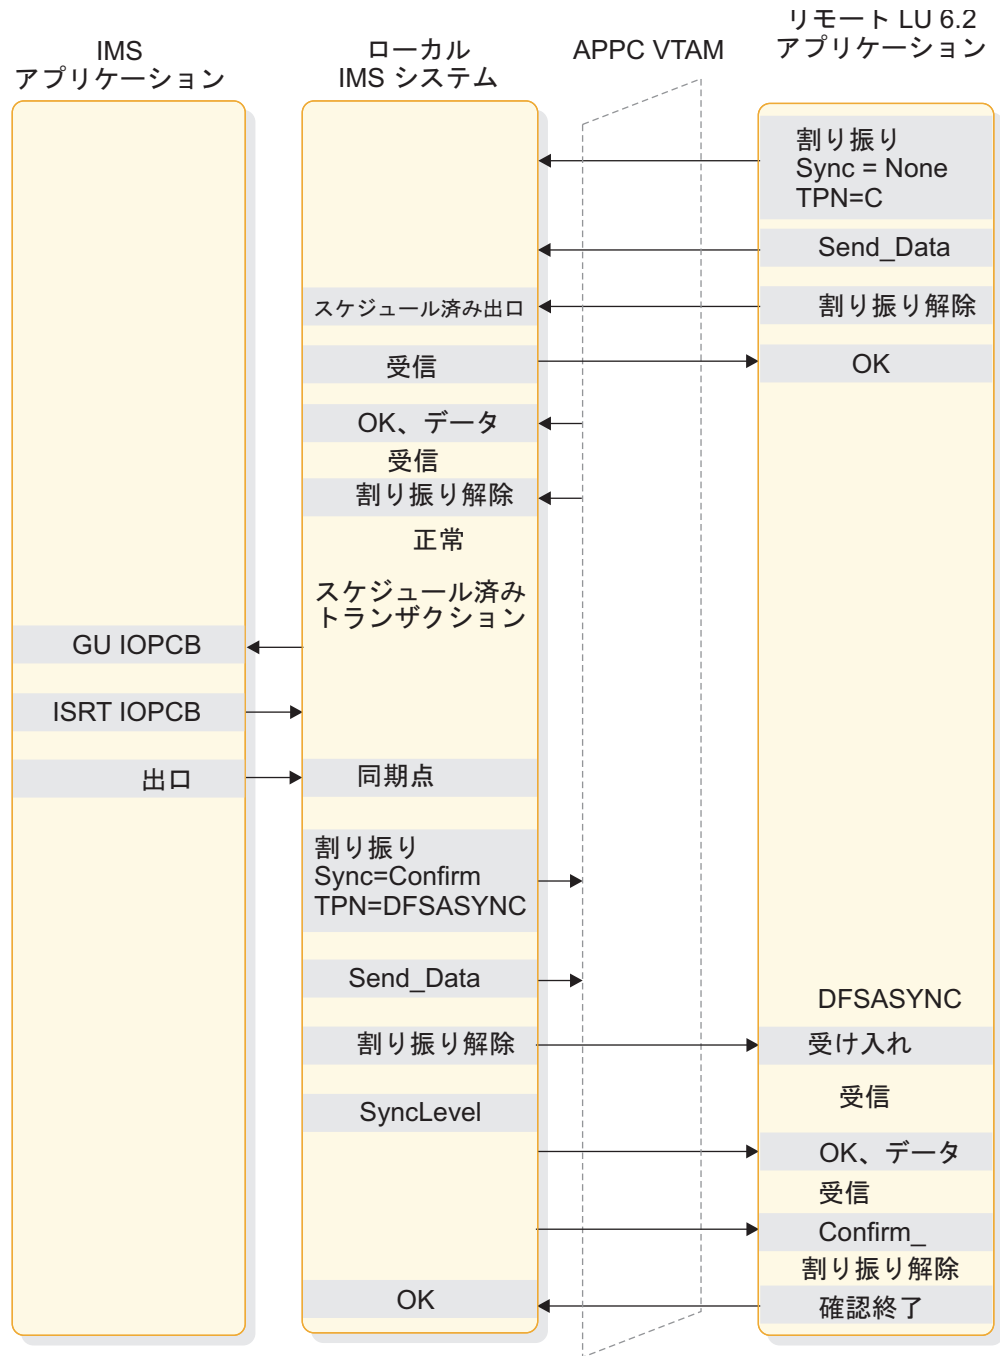 IMS
アプリケーション
ローカル
IMS システム
APPC VTAM
リモート LU 6.2
アプリケーション
割り振り
Sync = None
TPN=C
Send_Data
スケジュール済み出口
割り振り解除
受信
OK
OK、データ
受信
割り振り解除
正常
スケジュール済み
トランザクション
GU IOPCB
ISRT IOPCB
出口
同期点
割り振り
Sync=Confirm
TPN=DFSASYNC
Send_Data
DFSASYNC
割り振り解除
受け入れ
受信
SyncLevel
OK、データ
受信
Confirm_
割り振り解除
OK
確認終了